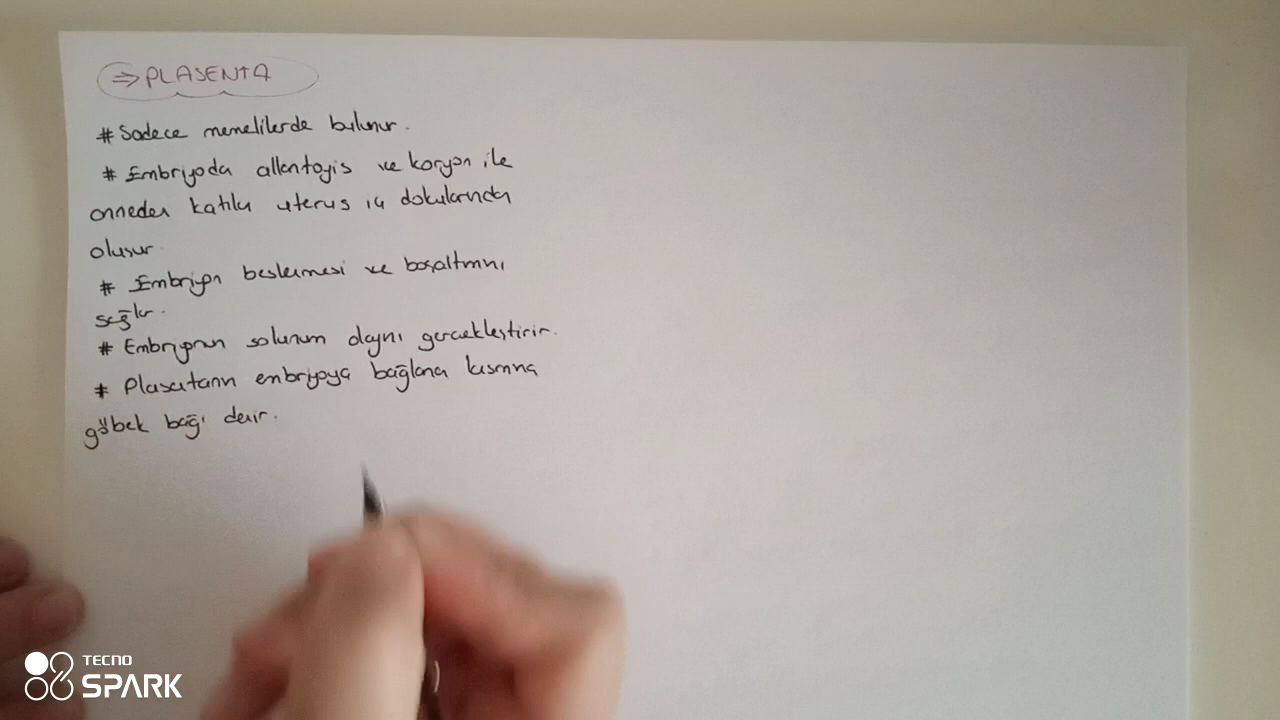 ⇒ PLASENTA
# Sadece memelilerde bulunur.
# Embriyoda allantoyis ve koryon ile
anneden katılan uterus iç dokularından
oluşur.
# Embriyon beslenmesi ve boşaltımını
sağlar.
# Embriyonun solunum olayını gerçekleştirir.
# Plasentanın embriyoya bağlanan kısmına
göbek bağı denir.
TECNO
SPARK